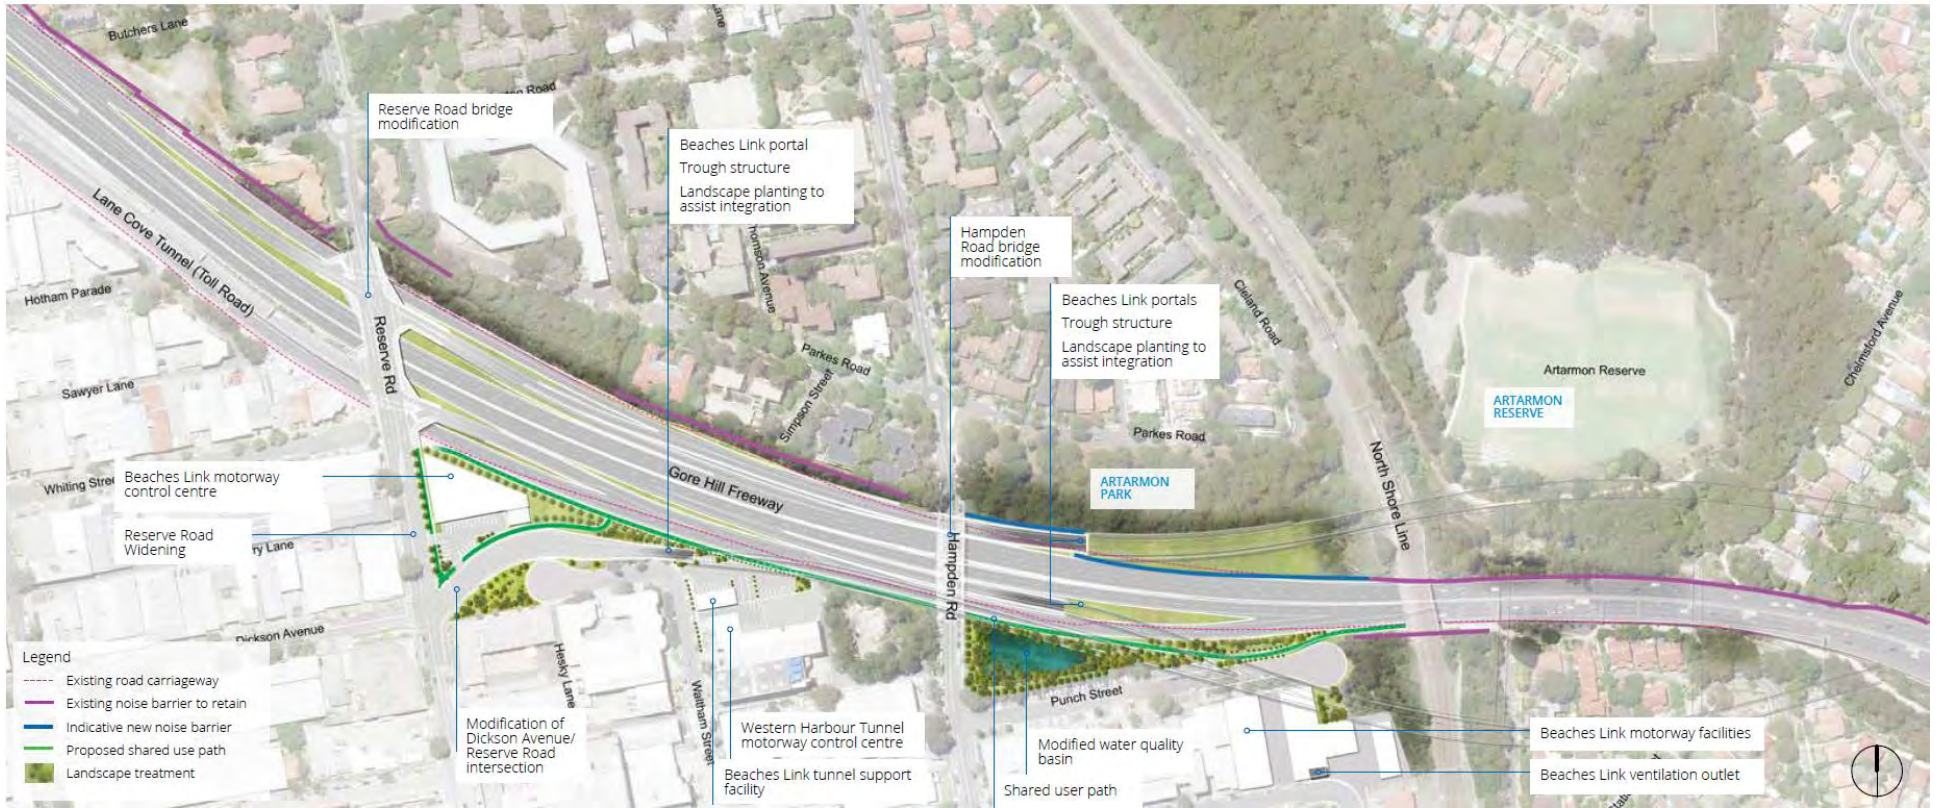 Butchers Lane
Lane
Road
Reserve Road bridge
modification
Beaches Link portal
Trough structure
Landscape planting to
assist integration
Hampden
Road bridge
modification
Beaches Link portals
Trough structure
Landscape planting to
assist integration
Lane Cove Tunnel (Toll Road)
Hotham Parade
Reserve Rd
Sawyer Lane
Parkes Road
Simpson Street
Cleland Road
Chelmsford Avenue
Artarmon Reserve
ARTARMON
RESERVE
Parkes Road
North Shore Line
ARTARMON
PARK
Gore Hill Freeway
Beaches Link motorway
control centre
Reserve Road
Widening
Lane
Hampden Rd
Dickson Avenue
Hesky Lane
Waltham Street
Punch Street
Legend
Existing road carriageway
Existing noise barrier to retain
Indicative new noise barrier
Proposed shared use path
Landscape treatment
Modification of
Dickson Avenue/
Reserve Road
intersection
Western Harbour Tunnel
motorway control centre
Beaches Link tunnel support
facility
Modified water quality
basin
Shared user path
Beaches Link motorway facilities
Beaches Link ventilation outlet